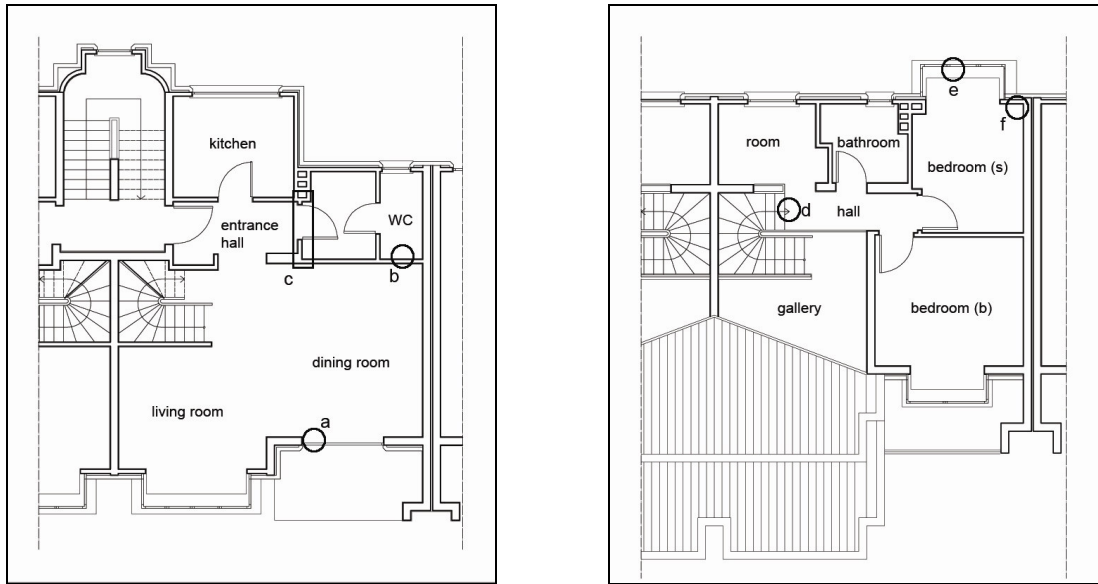 kitchen
entrance
hall
WC
c
b
dining room
living room
a
e
room
bathroom
f
bedroom (s)
d
hall
gallery
bedroom (b)